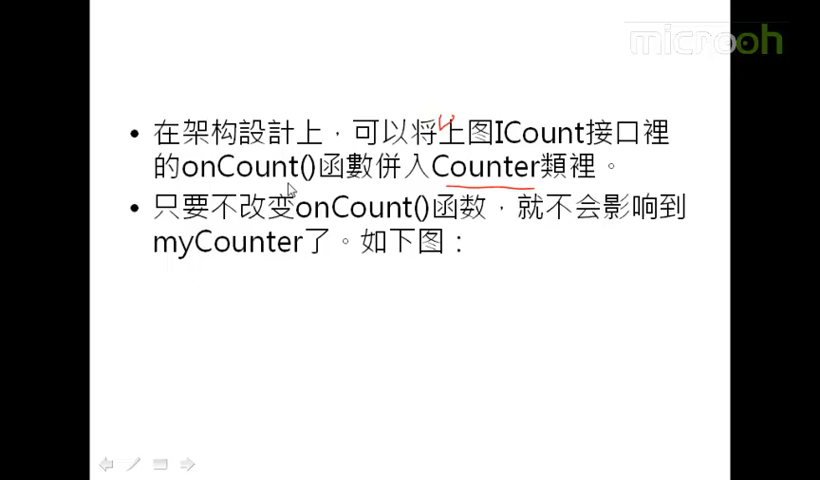 microoh
• 在架构設計上，可以将上图ICount接口裡
的onCount()函數併入Counter類裡。
• 只要不改变onCount()函数，就不会影响到
myCounter了。如下图：